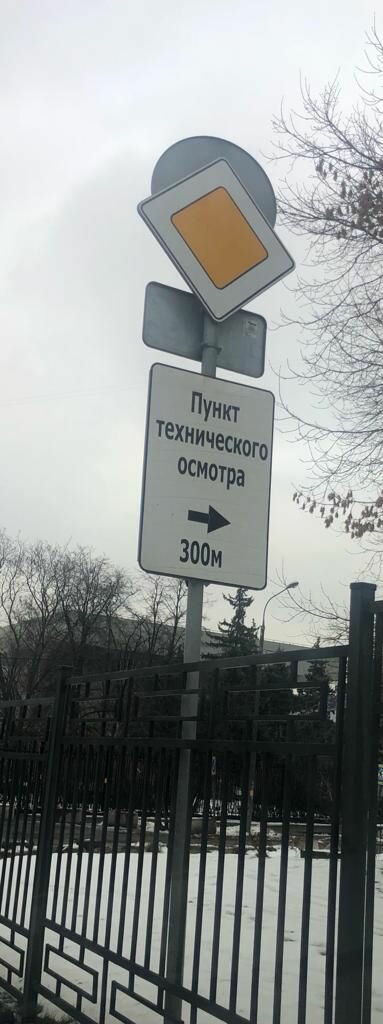 Пункт
технического
осмотра
300м